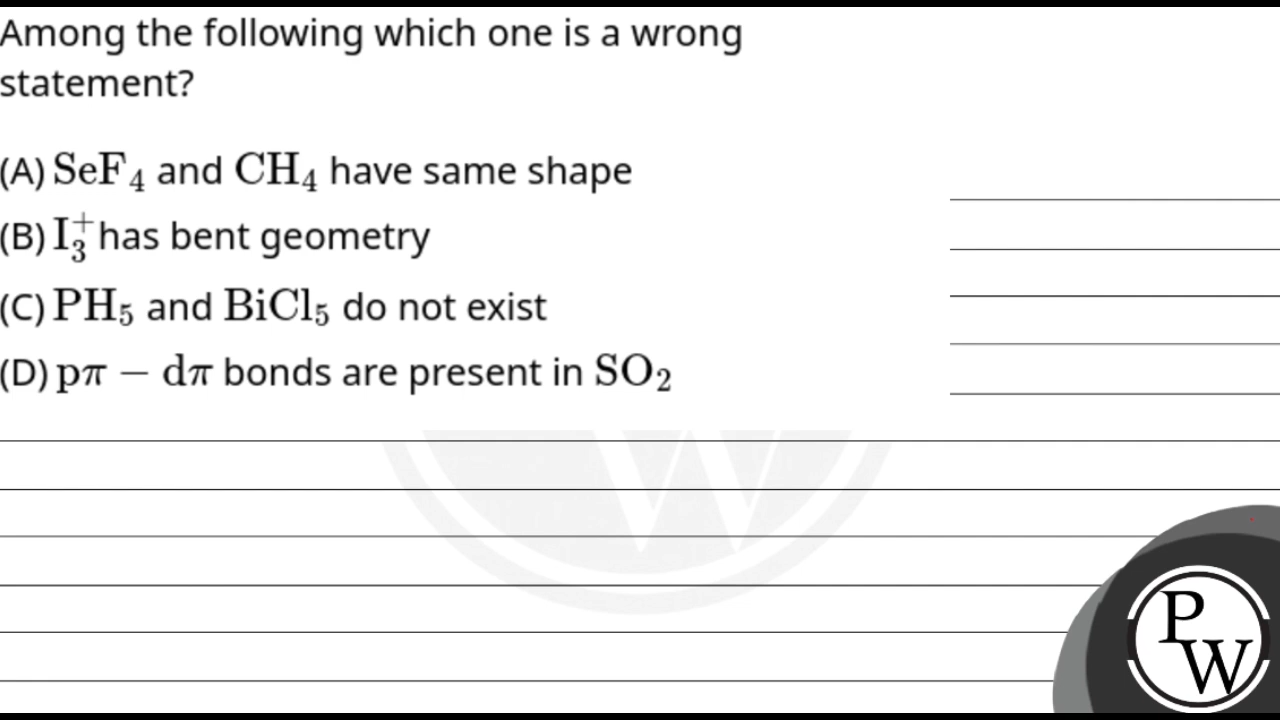 Among the following which one is a wrong
statement?
(A) SeF₄ and CH₄ have same shape
(B) I₃⁺ has bent geometry
(C) PH₅ and BiCl₅ do not exist
(D) pπ − dπ bonds are present in SO₂
P
W